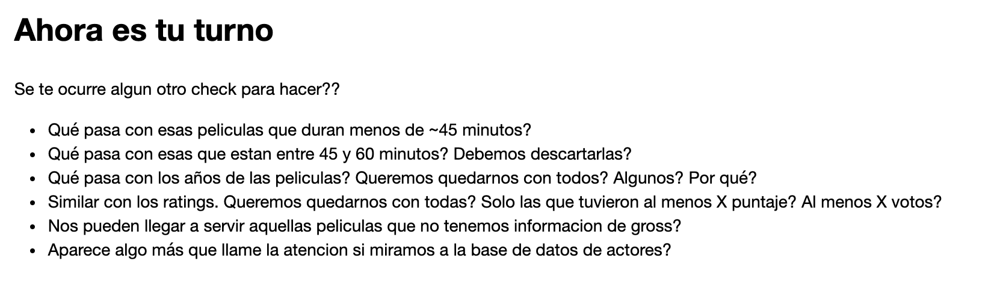 Ahora es tu turno
Se te ocurre algun otro check para hacer??
• Qué pasa con esas peliculas que duran menos de ~45 minutos?
• Qué pasa con esas que estan entre 45 y 60 minutos? Debemos descartarlas?
• Qué pasa con los años de las peliculas? Queremos quedarnos con todos? Algunos? Por qué?
• Similar con los ratings. Queremos quedarnos con todas? Solo las que tuvieron al menos X puntaje? Al menos X votos?
• Nos pueden llegar a servir aquellas peliculas que no tenemos informacion de gross?
• Aparece algo más que llame la atencion si miramos a la base de datos de actores?